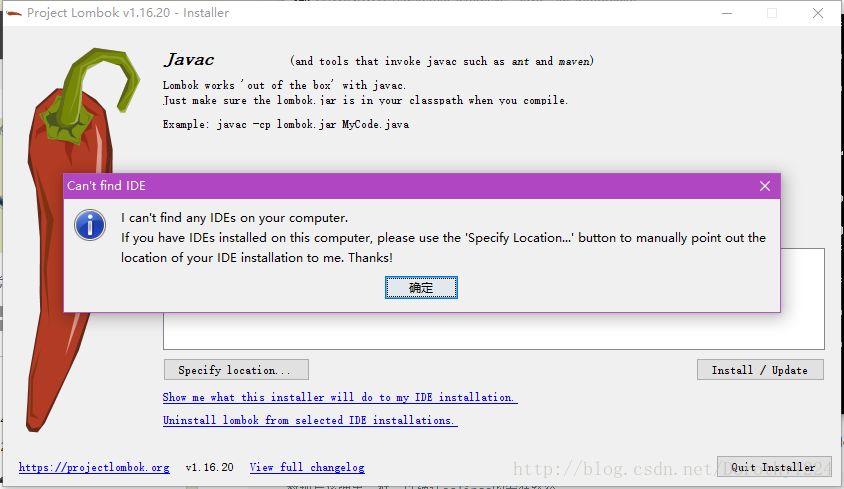 Project Lombok v1.16.20 - Installer
Javac (and tools that invoke javac such as ant and maven)
Lombok works 'out of the box' with javac.
Just make sure the lombok.jar is in your classpath when you compile.
Example: javac -cp lombok.jar MyCode.java
Can't find IDE
I can't find any IDEs on your computer.
If you have IDEs installed on this computer, please use the 'Specify Location...' button to manually point out the
location of your IDE installation to me. Thanks!
确定
Specify location... Install / Update
Show me what this installer will do to my IDE installation.
Uninstall lombok from selected IDE installations.
https://projectlombok.org v1.16.20 View full changelog Quit Installer
http://blog.csdn.net/